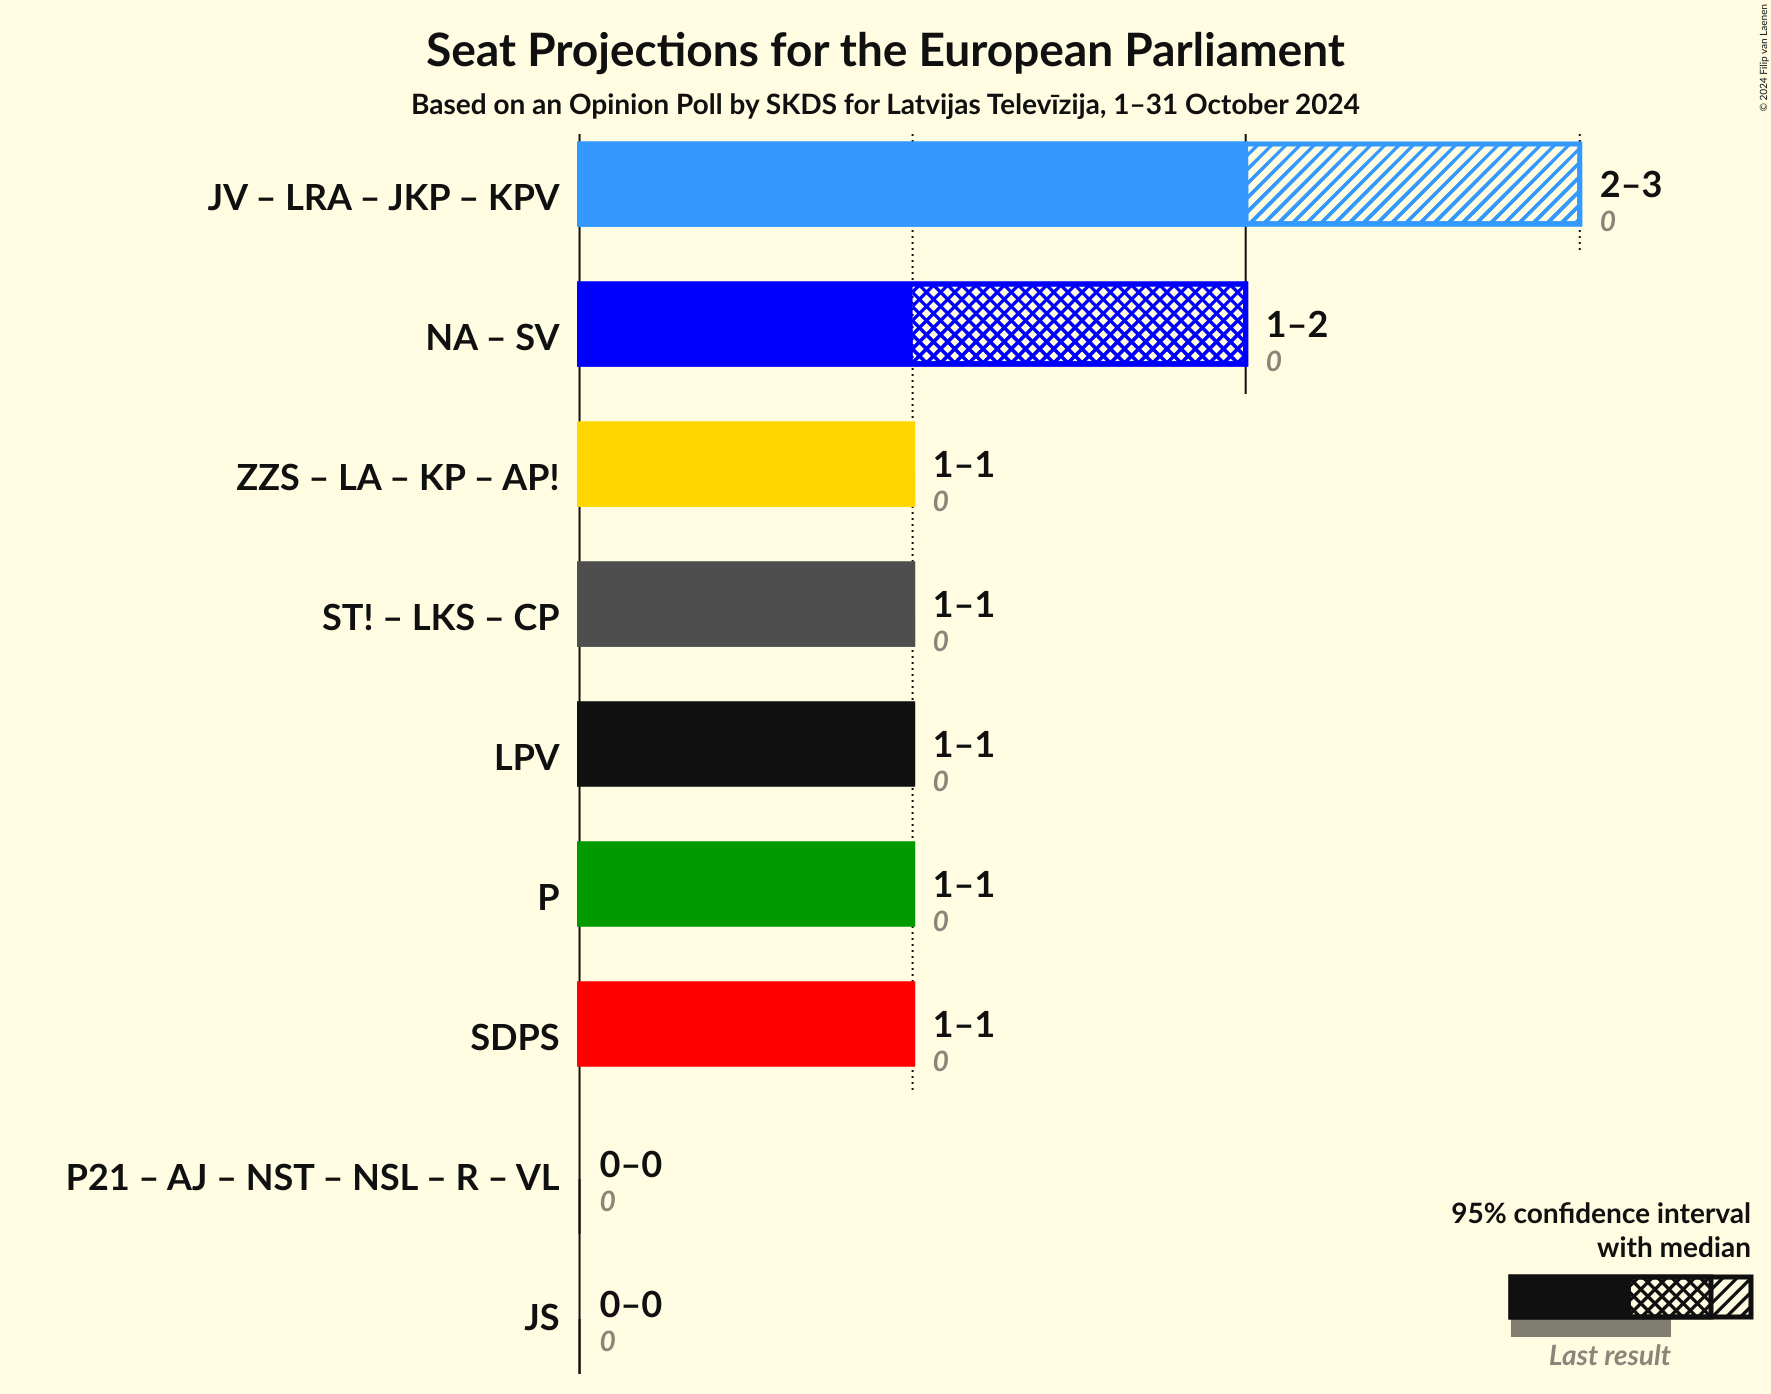 Seat Projections for the European Parliament
Based on an Opinion Poll by SKDS for Latvijas Televīzija, 1–31 October 2024
© 2024 Filip van Laenen
JV – LRA – JKP – KPV
2–3
0
NA – SV
1–2
0
ZZS – LA – KP – AP!
1–1
0
ST! – LKS – CP
1–1
0
LPV
1–1
0
P
1–1
0
SDPS
1–1
0
P21 – AJ – NST – NSL – R – VL
0–0
0
JS
0–0
0
95% confidence interval
with median
Last result